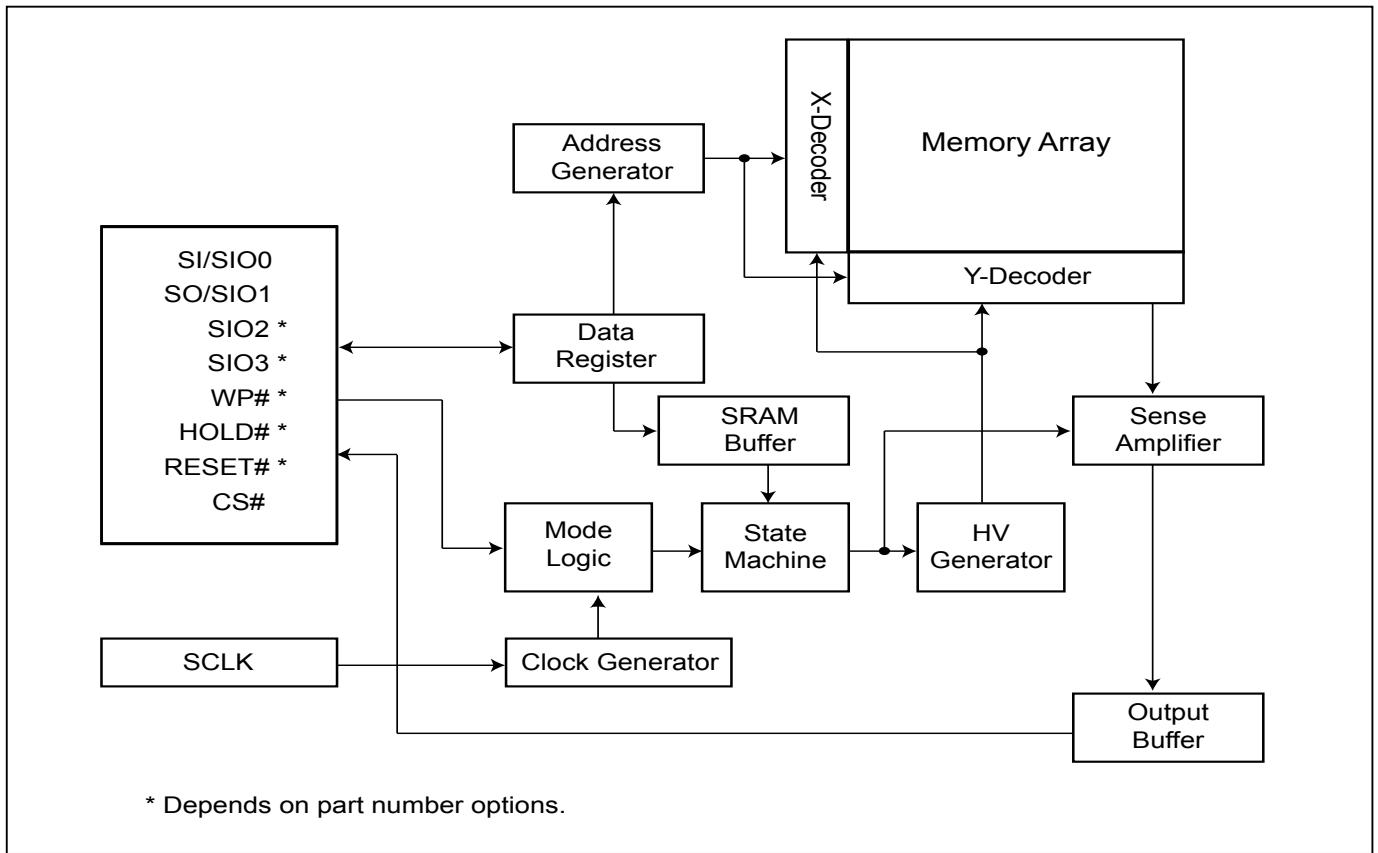 X-Decoder
Memory Array
Address
Generator
Y-Decoder
SI/SIO0
SO/SIO1
SIO2 *
SIO3 *
WP# *
HOLD# *
RESET# *
CS#
Data
Register
SRAM
Buffer
Sense
Amplifier
Mode
Logic
State
Machine
HV
Generator
SCLK
Clock Generator
Output
Buffer
* Depends on part number options.